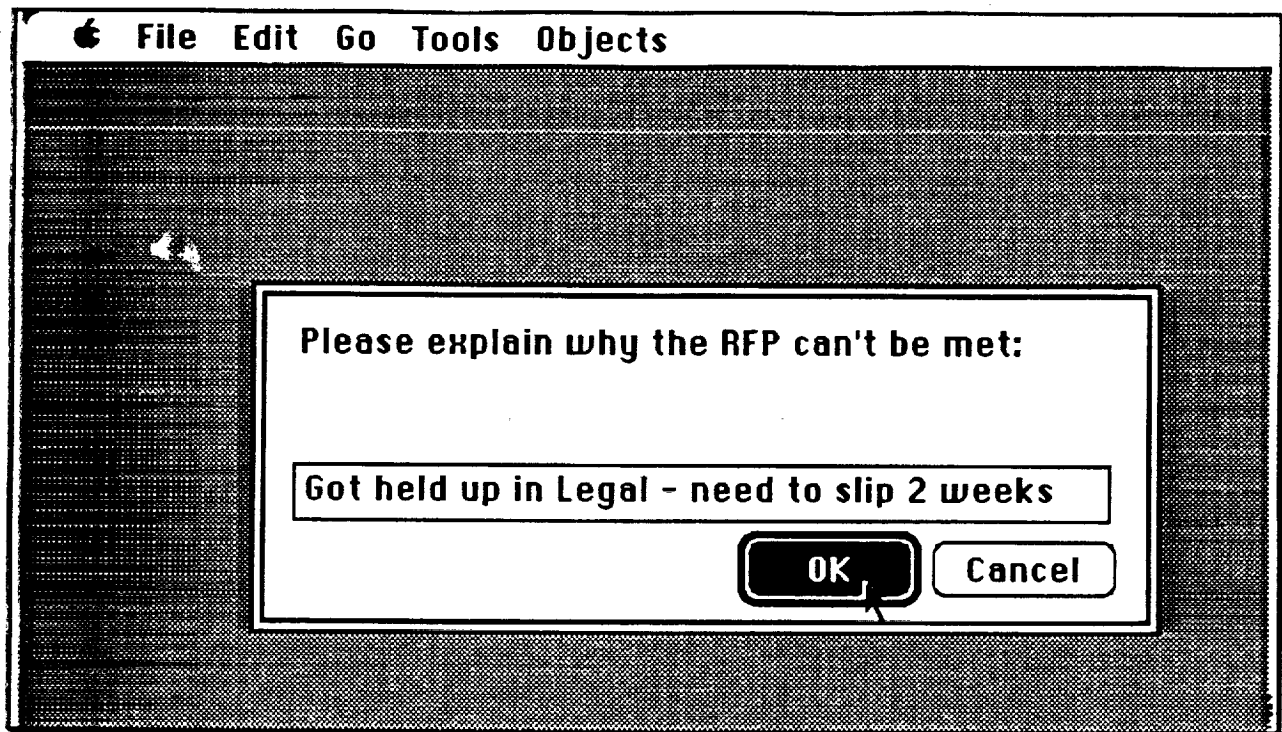 File Edit Go Tools Objects
Please explain why the RFP can't be met:
Got held up in Legal - need to slip 2 weeks
OK Cancel